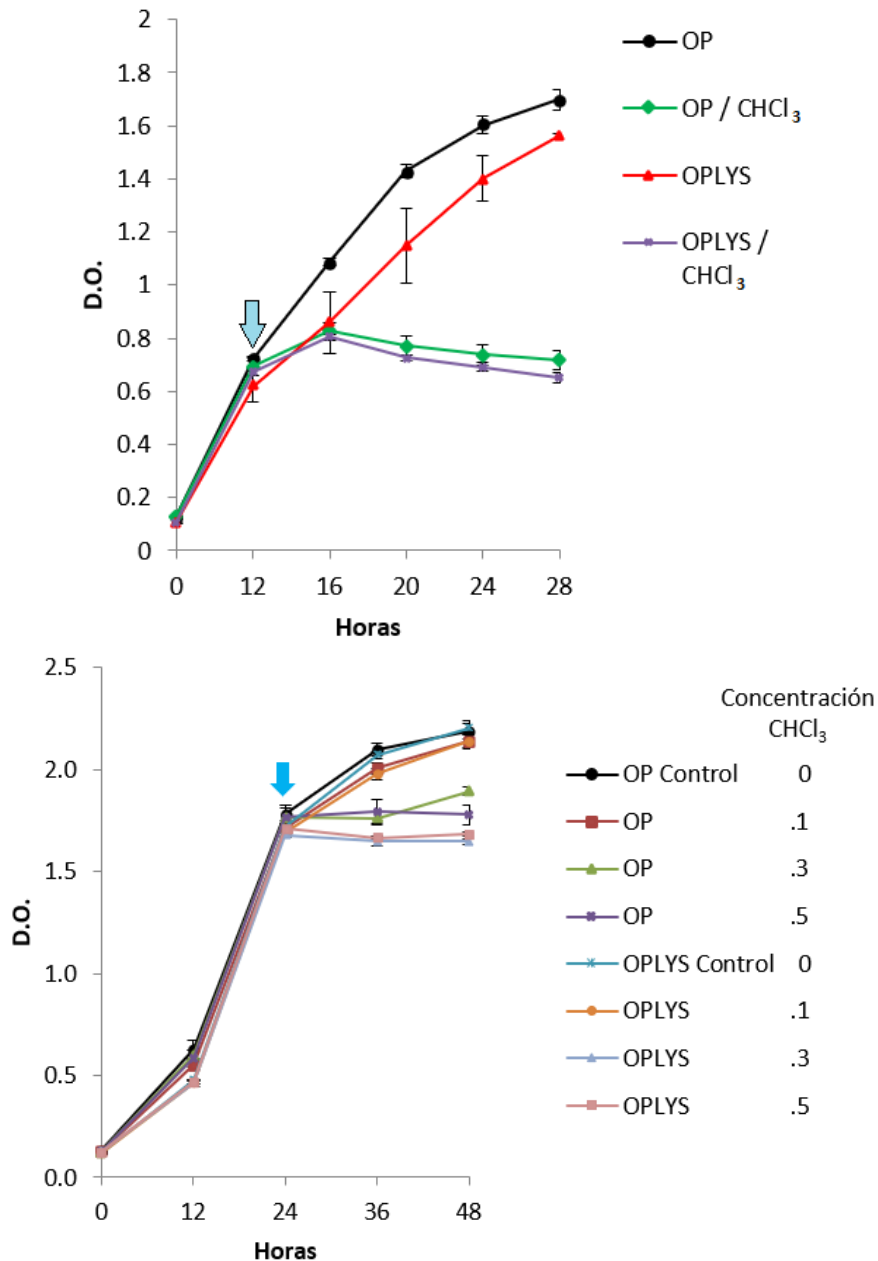 2
1.8
1.6
1.4
1.2
1
0.8
0.6
0.4
0.2
0
D.O.
0 12 16 20 24 28
Horas
OP
OP / CHCl₃
OPLYS
OPLYS /
CHCl₃
2.5
2.0
1.5
1.0
0.5
0.0
D.O.
0 12 24 36 48
Horas
Concentración
CHCl₃
OP Control 0
OP .1
OP .3
OP .5
OPLYS Control 0
OPLYS .1
OPLYS .3
OPLYS .5